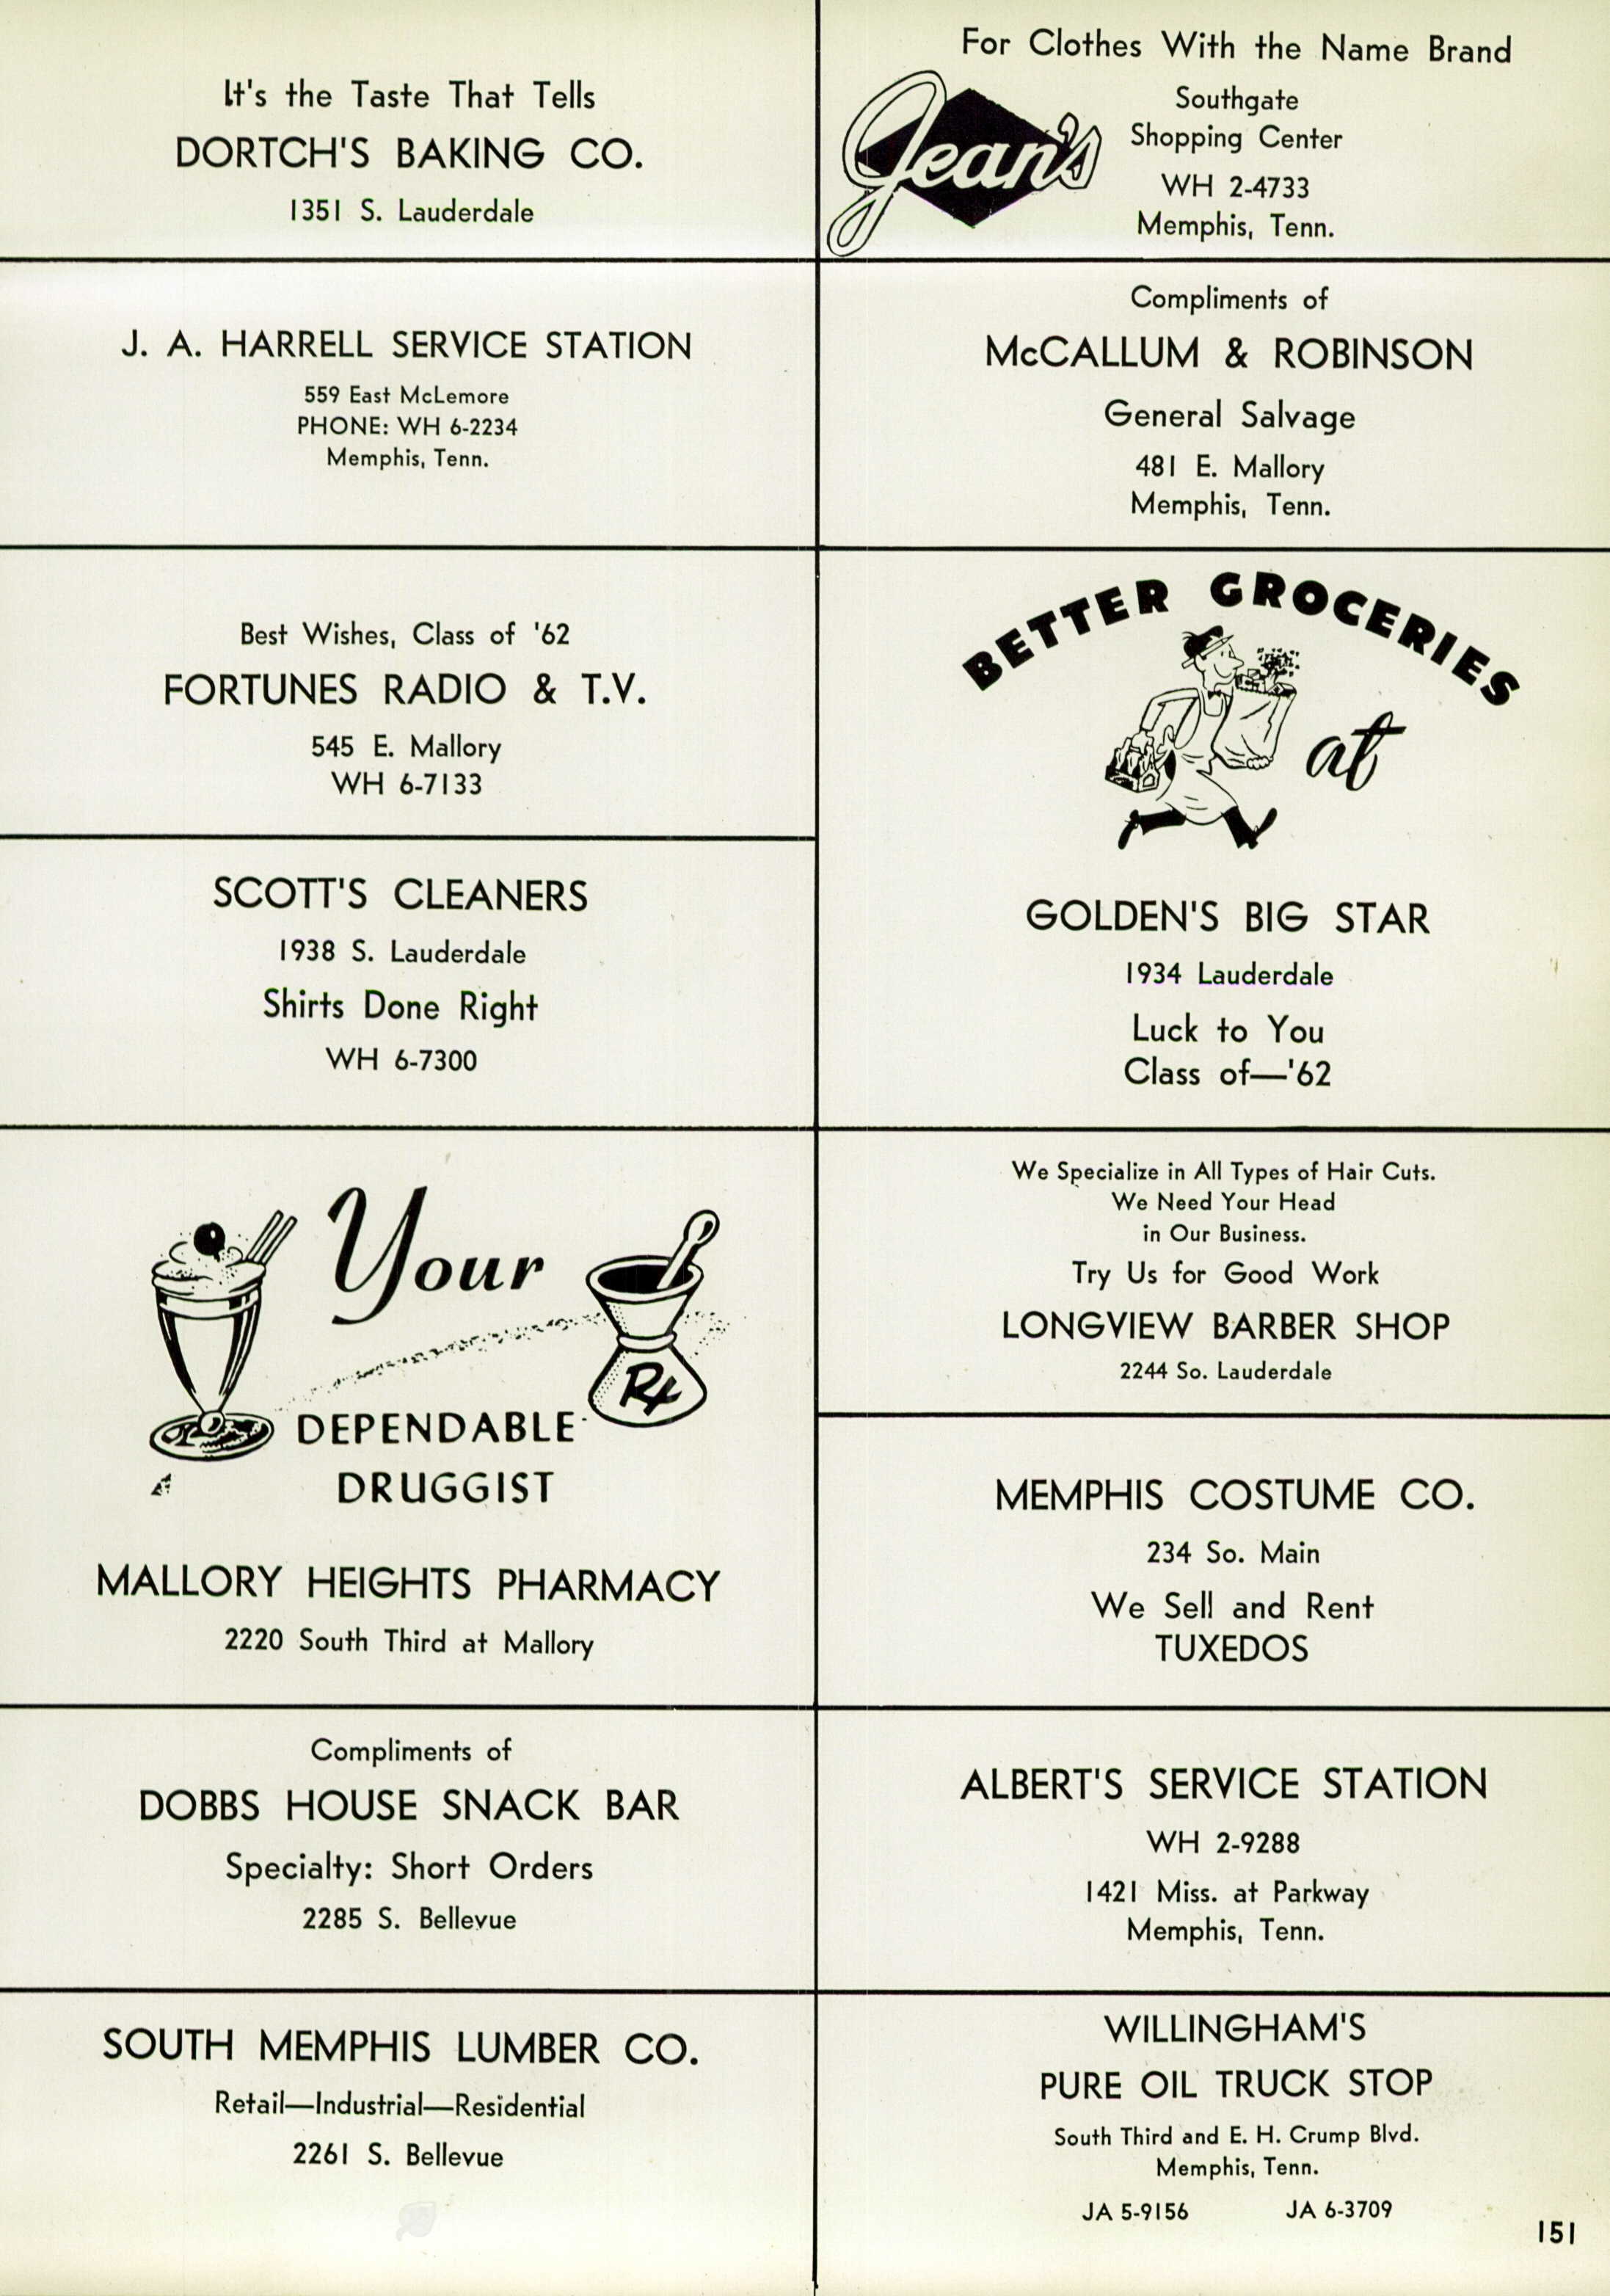 It's the Taste That Tells
DORTCH'S BAKING CO.
1351 S. Lauderdale
For Clothes With the Name Brand
Jean's
Southgate
Shopping Center
WH 2-4733
Memphis, Tenn.
J. A. HARRELL SERVICE STATION
559 East McLemore
PHONE: WH 6-2234
Memphis, Tenn.
Compliments of
McCALLUM & ROBINSON
General Salvage
481 E. Mallory
Memphis, Tenn.
Best Wishes, Class of '62
FORTUNES RADIO & T.V.
545 E. Mallory
WH 6-7133
SCOTT'S CLEANERS
1938 S. Lauderdale
Shirts Done Right
WH 6-7300
BETTER GROCERIES
at
GOLDEN'S BIG STAR
1934 Lauderdale
Luck to You
Class of—'62
Your
Rx
DEPENDABLE
DRUGGIST
MALLORY HEIGHTS PHARMACY
2220 South Third at Mallory
We Specialize in All Types of Hair Cuts.
We Need Your Head
in Our Business.
Try Us for Good Work
LONGVIEW BARBER SHOP
2244 So. Lauderdale
MEMPHIS COSTUME CO.
234 So. Main
We Sell and Rent
TUXEDOS
Compliments of
DOBBS HOUSE SNACK BAR
Specialty: Short Orders
2285 S. Bellevue
ALBERT'S SERVICE STATION
WH 2-9288
1421 Miss. at Parkway
Memphis, Tenn.
SOUTH MEMPHIS LUMBER CO.
Retail—Industrial—Residential
2261 S. Bellevue
WILLINGHAM'S
PURE OIL TRUCK STOP
South Third and E. H. Crump Blvd.
Memphis, Tenn.
JA 5-9156 JA 6-3709
151